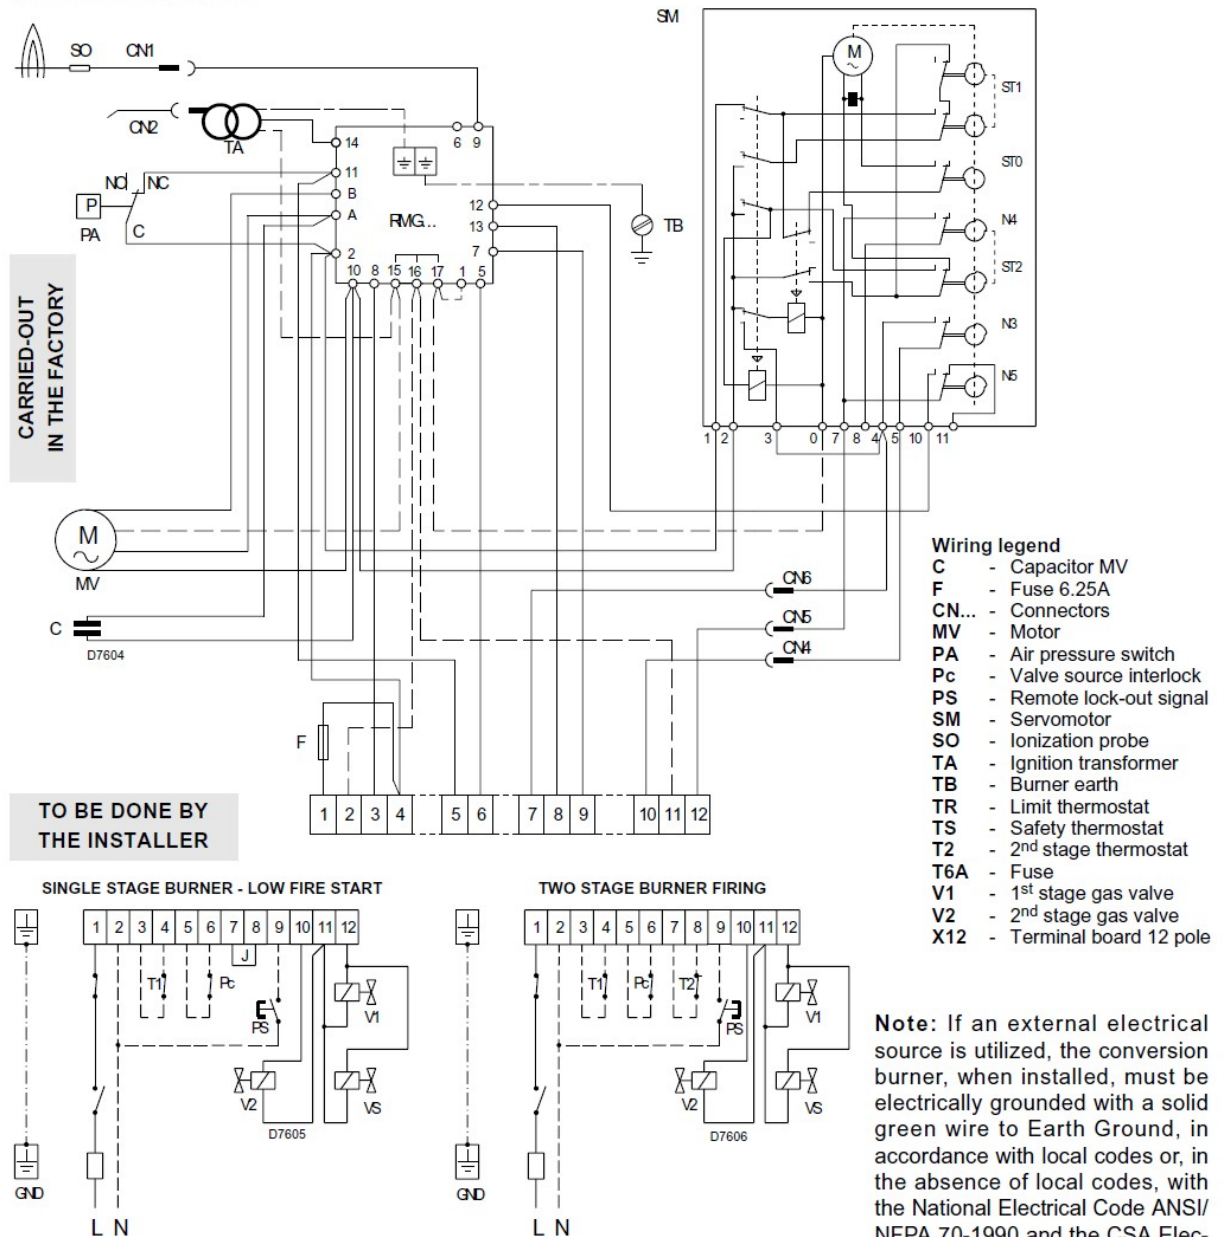 SM
SO CN1
M
ST1
CN2
TA
6 9
14
11
ST0
NO NC
B
P
A
RMG...
12
TB
N4
PA
C
13
2
7
ST2
10 8 15 16 17 1 5
CARRIED-OUT
IN THE FACTORY
N3
N5
1 2 3 0 7 8 4 5 10 11
M
MV
CN6
C
CN5
D7604
CN4
F
Wiring legend
C - Capacitor MV
F - Fuse 6.25A
CN... - Connectors
MV - Motor
PA - Air pressure switch
Pc - Valve source interlock
PS - Remote lock-out signal
SM - Servomotor
SO - Ionization probe
TA - Ignition transformer
TB - Burner earth
TR - Limit thermostat
TS - Safety thermostat
T2 - 2nd stage thermostat
T6A - Fuse
V1 - 1st stage gas valve
V2 - 2nd stage gas valve
X12 - Terminal board 12 pole
TO BE DONE BY
THE INSTALLER
1 2 3 4 5 6 7 8 9 10 11 12
SINGLE STAGE BURNER - LOW FIRE START
1 2 3 4 5 6 7 8 9 10 11 12
J
T1 Pc
PS
V1
V2
VS
D7605
GND
L N
TWO STAGE BURNER FIRING
1 2 3 4 5 6 7 8 9 10 11 12
T1 Pc T2
PS
V1
V2
VS
D7606
GND
L N
Note: If an external electrical
source is utilized, the conversion
burner, when installed, must be
electrically grounded with a solid
green wire to Earth Ground, in
accordance with local codes or, in
the absence of local codes, with
the National Electrical Code ANSI/
NFPA 70-1990 and the CSA Elec-